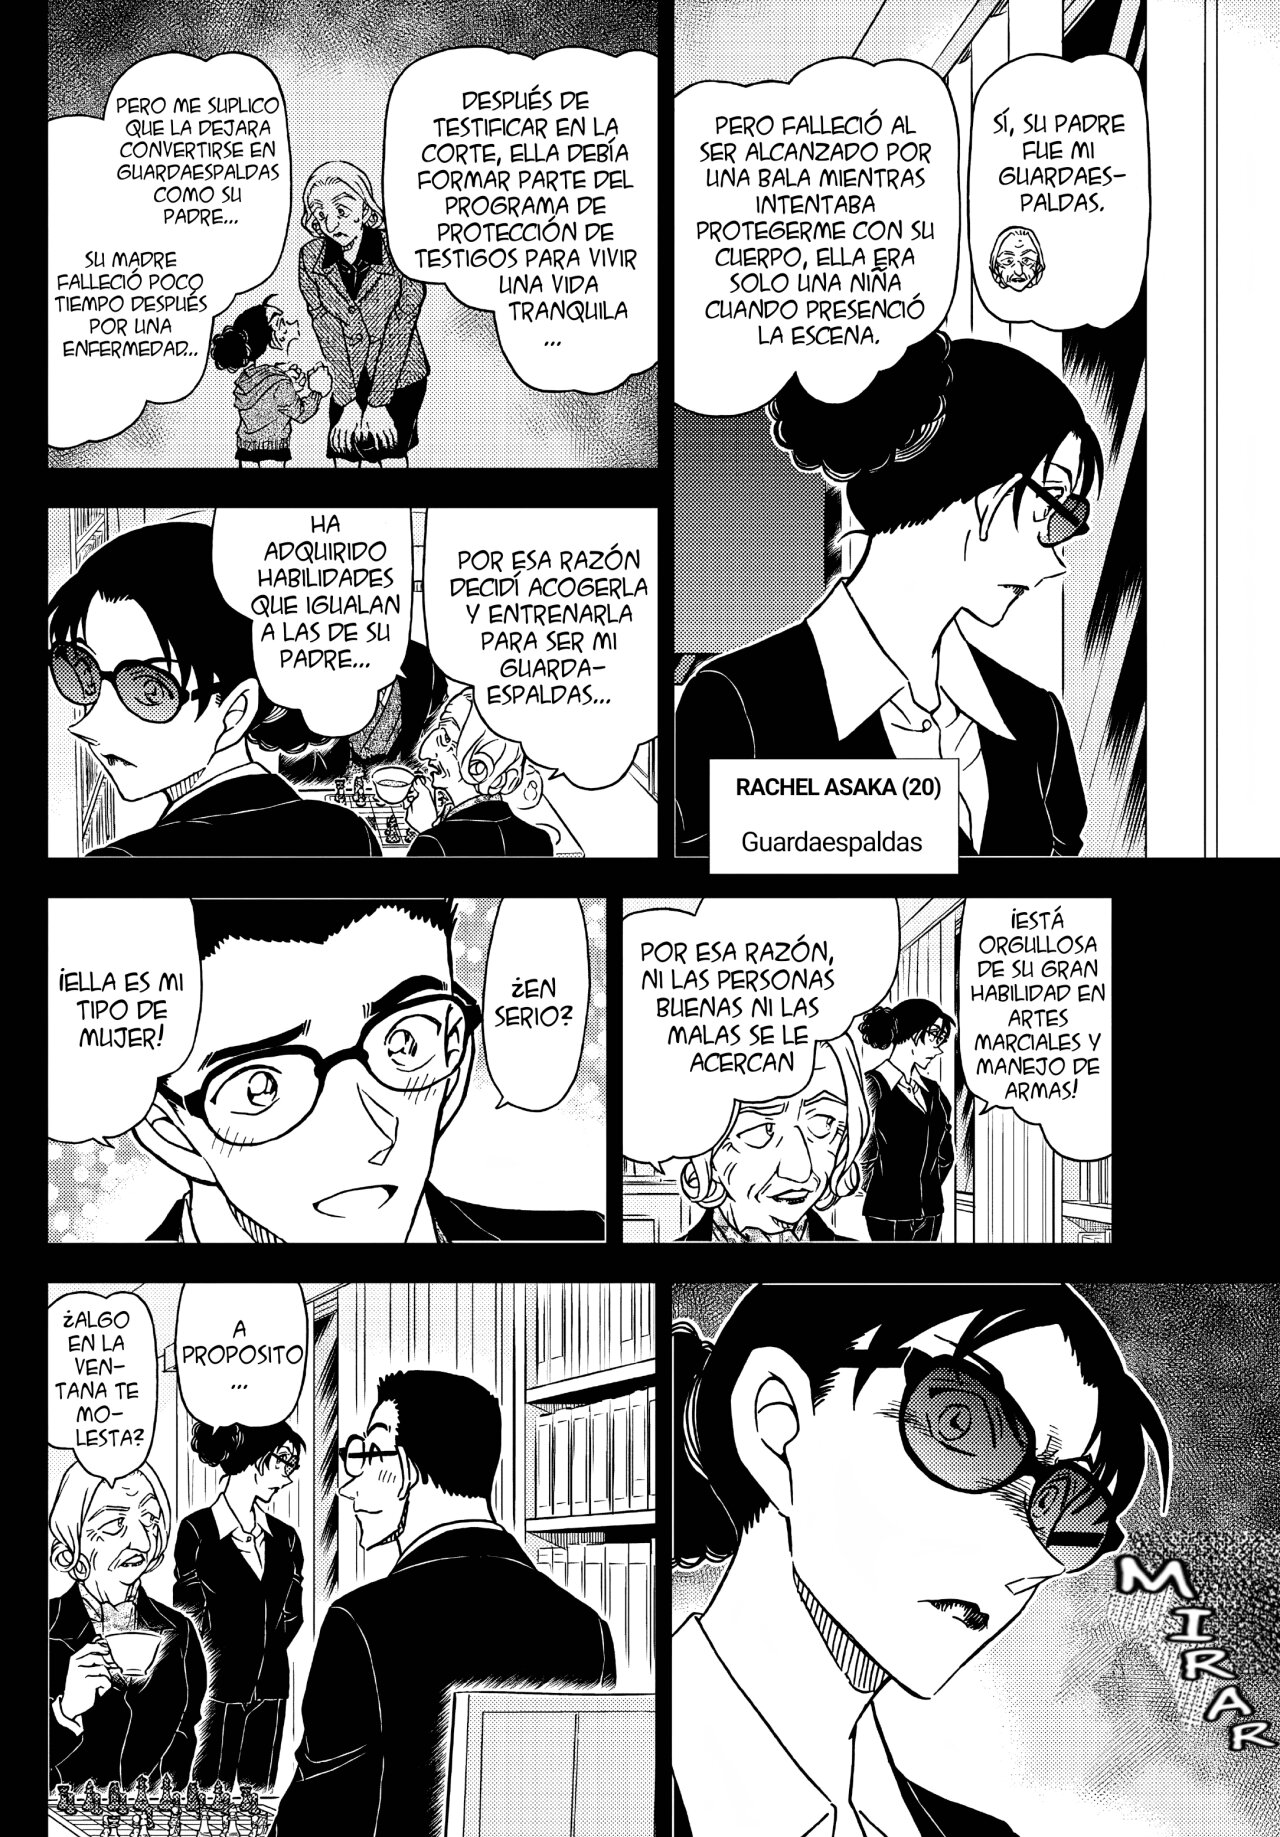 SÍ, SU PADRE
FUE MI
GUARDAES-
PALDAS.
PERO FALLECIÓ AL
SER ALCANZADO POR
UNA BALA MIENTRAS
INTENTABA
PROTEGERME CON SU
CUERPO, ELLA ERA
SOLO UNA NIÑA
CUANDO PRESENCIÓ
LA ESCENA.
RACHEL ASAKA (20)
Guardaespaldas
DESPUÉS DE
TESTIFICAR EN LA
CORTE, ELLA DEBÍA
FORMAR PARTE DEL
PROGRAMA DE
PROTECCIÓN DE
TESTIGOS PARA VIVIR
UNA VIDA
TRANQUILA
...
PERO ME SUPLICO
QUE LA DEJARA
CONVERTIRSE EN
GUARDAESPALDAS
COMO SU
PADRE...
SU MADRE
FALLECIÓ POCO
TIEMPO DESPUÉS
POR UNA
ENFERMEDAD...
POR ESA RAZÓN
DECIDÍ ACOGERLA
Y ENTRENARLA
PARA SER MI
GUARDA-
ESPALDAS...
HA
ADQUIRIDO
HABILIDADES
QUE IGUALAN
A LAS DE SU
PADRE...
¡ESTÁ
ORGULLOSA
DE SU GRAN
HABILIDAD EN
ARTES
MARCIALES Y
MANEJO DE
ARMAS!
POR ESA RAZÓN,
NI LAS PERSONAS
BUENAS NI LAS
MALAS SE LE
ACERCAN
¿EN
SERIO?
¡ELLA ES MI
TIPO DE
MUJER!
MIRAR
A
PROPOSITO
...
¿ALGO
EN LA
VEN-
TANA TE
MO-
LESTA?